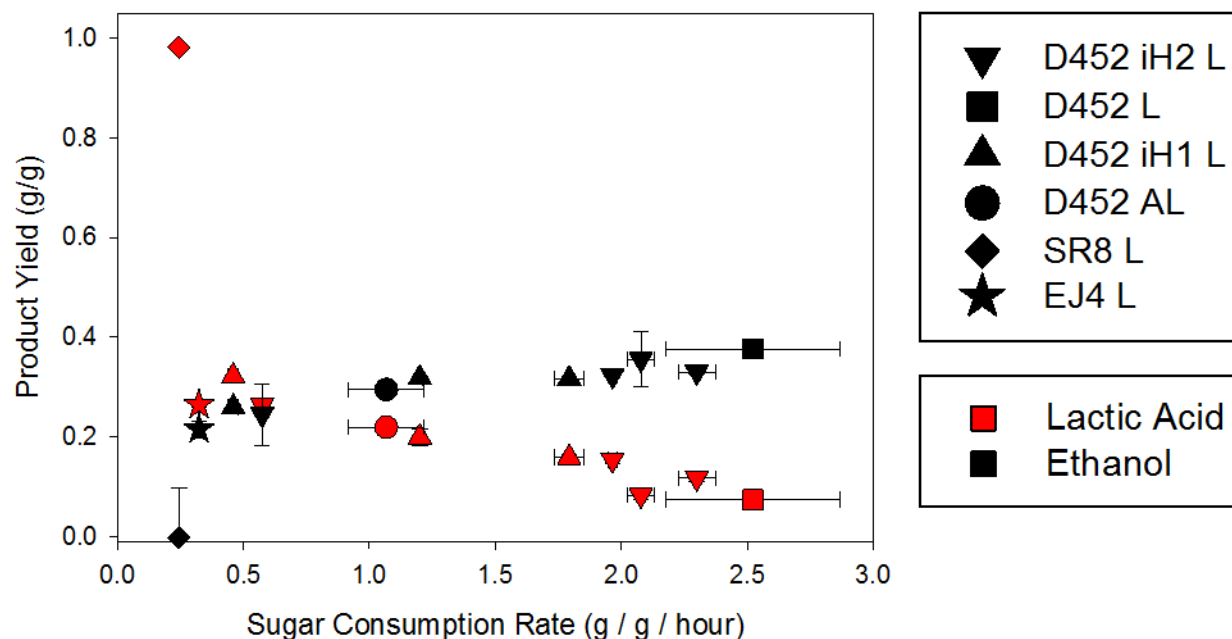 1.0
0.8
0.6
0.4
0.2
0.0
Product Yield (g/g)
0.0 0.5 1.0 1.5 2.0 2.5 3.0
Sugar Consumption Rate (g / g / hour)
D452 iH2 L
D452 L
D452 iH1 L
D452 AL
SR8 L
EJ4 L
Lactic Acid
Ethanol